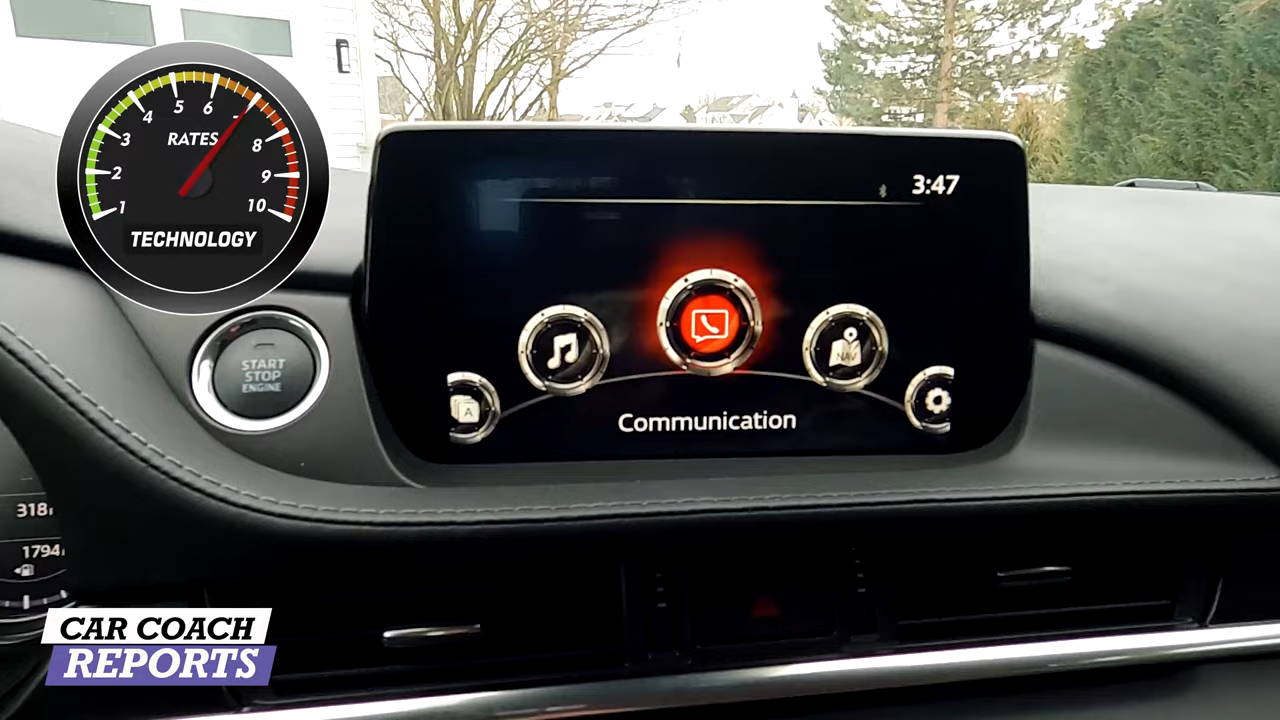 1
2
3
4
5
6
8
9
10
RATES
TECHNOLOGY
START
STOP
ENGINE
3:47
A
NAV
Communication
318
1794
CAR COACH
REPORTS